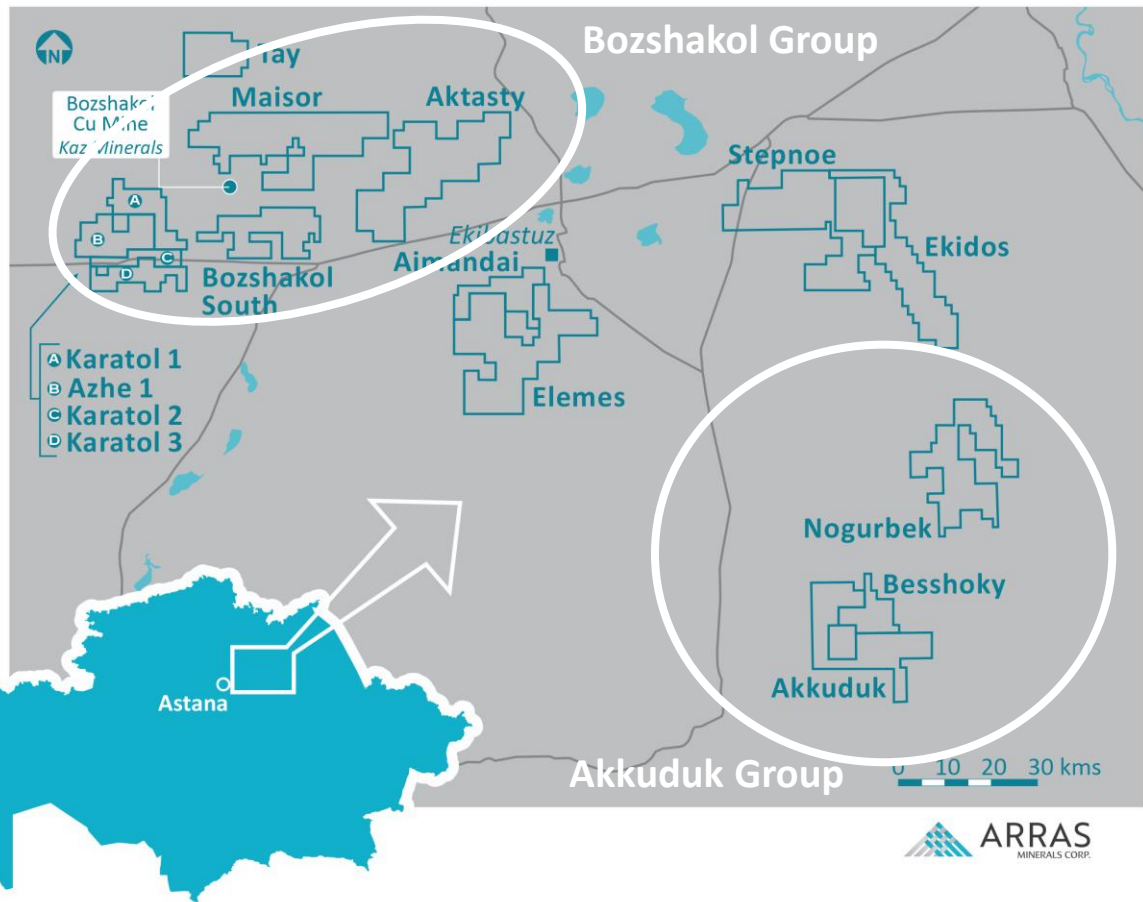 Bozshakol Group
N
Tay
Maisor
Aktasty
Bozshakol
Cu Mine
Kaz Minerals
Stepnoe
A
B
C
D
Ekibastuz
Aimandai
Ekidos
Bozshakol
South
A Karatol 1
B Azhe 1
C Karatol 2
D Karatol 3
Elemes
Nogurbek
Besshoky
Akkuduk
Astana
Akkuduk Group
0 10 20 30 kms
ARRAS
MINERALS CORP.